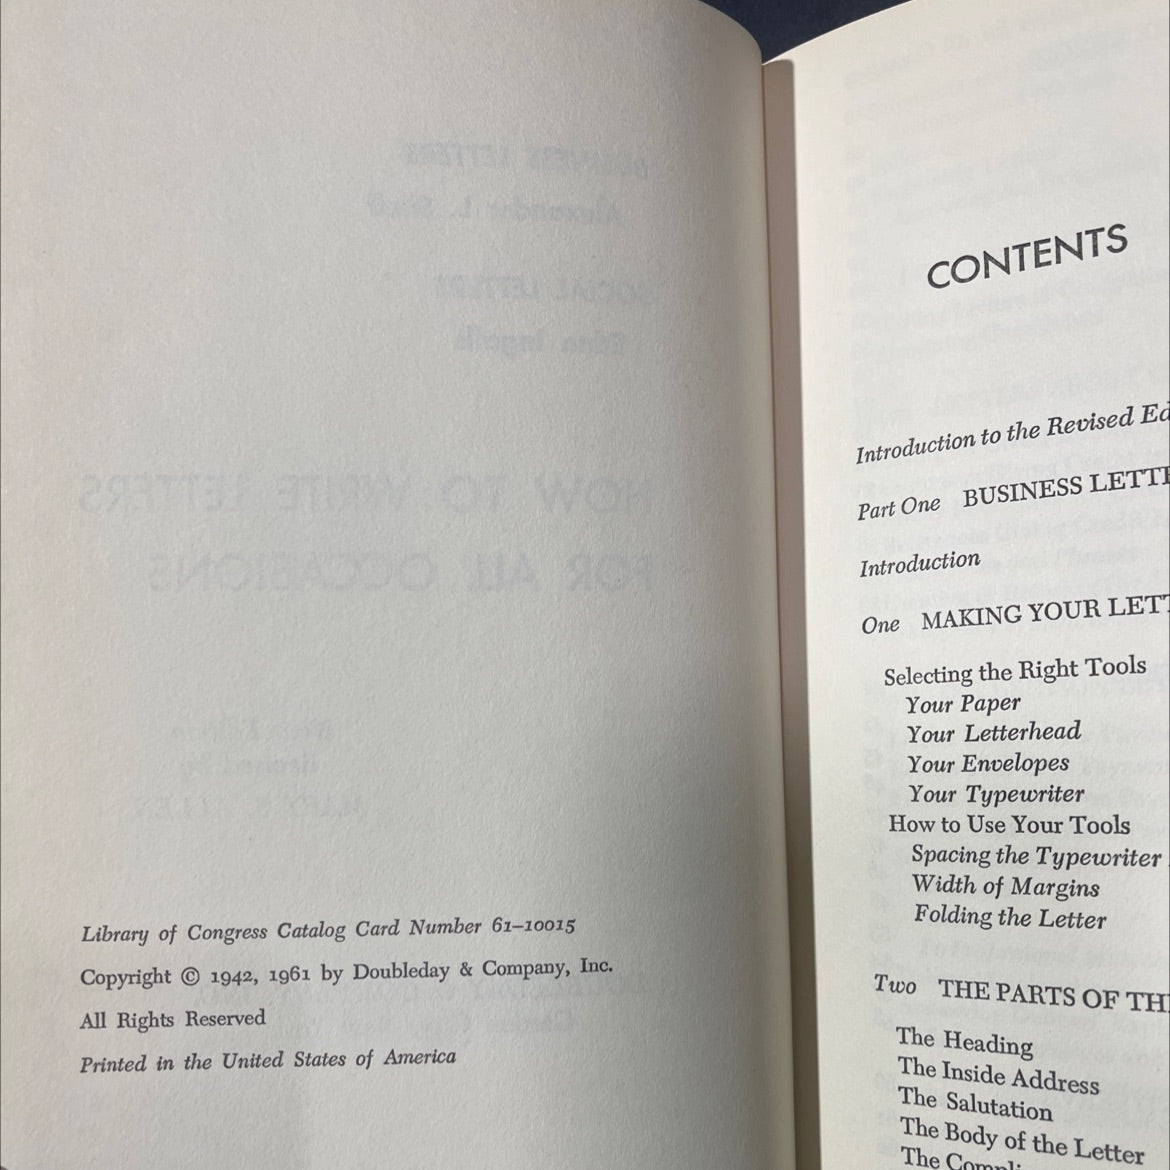 Library of Congress Catalog Card Number 61–10015
Copyright © 1942, 1961 by Doubleday & Company, Inc.
All Rights Reserved
Printed in the United States of America
CONTENTS
Introduction to the Revised Ed
Part One BUSINESS LETTE
Introduction
One MAKING YOUR LETT
Selecting the Right Tools
Your Paper
Your Letterhead
Your Envelopes
Your Typewriter
How to Use Your Tools
Spacing the Typewriter
Width of Margins
Folding the Letter
Two THE PARTS OF THE
The Heading
The Inside Address
The Salutation
The Body of the Letter
The Compli